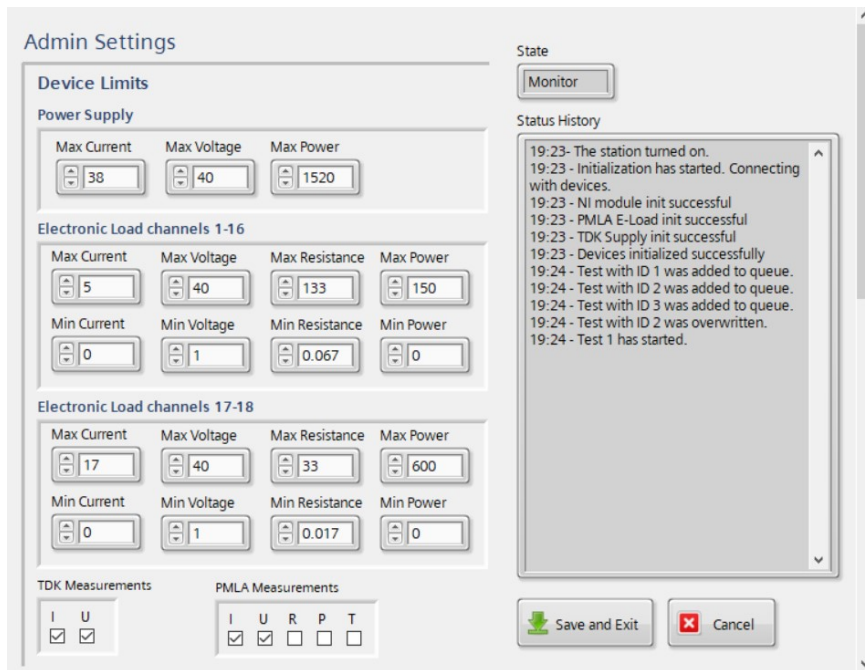 Admin Settings
Device Limits
Power Supply
Max Current Max Voltage Max Power
38 40 1520
Electronic Load channels 1-16
Max Current Max Voltage Max Resistance Max Power
5 40 133 150
Min Current Min Voltage Min Resistance Min Power
0 1 0.067 0
Electronic Load channels 17-18
Max Current Max Voltage Max Resistance Max Power
17 40 33 600
Min Current Min Voltage Min Resistance Min Power
0 1 0.017 0
TDK Measurements
I U
PMLA Measurements
I U R P T
State
Monitor
Status History
19:23- The station turned on.
19:23 - Initialization has started. Connecting
with devices.
19:23 - NI module init successful
19:23 - PMLA E-Load init successful
19:23 - TDK Supply init successful
19:23 - Devices initialized successfully
19:24 - Test with ID 1 was added to queue.
19:24 - Test with ID 2 was added to queue.
19:24 - Test with ID 3 was added to queue.
19:24 - Test with ID 2 was overwritten.
19:24 - Test 1 has started.
Save and Exit Cancel